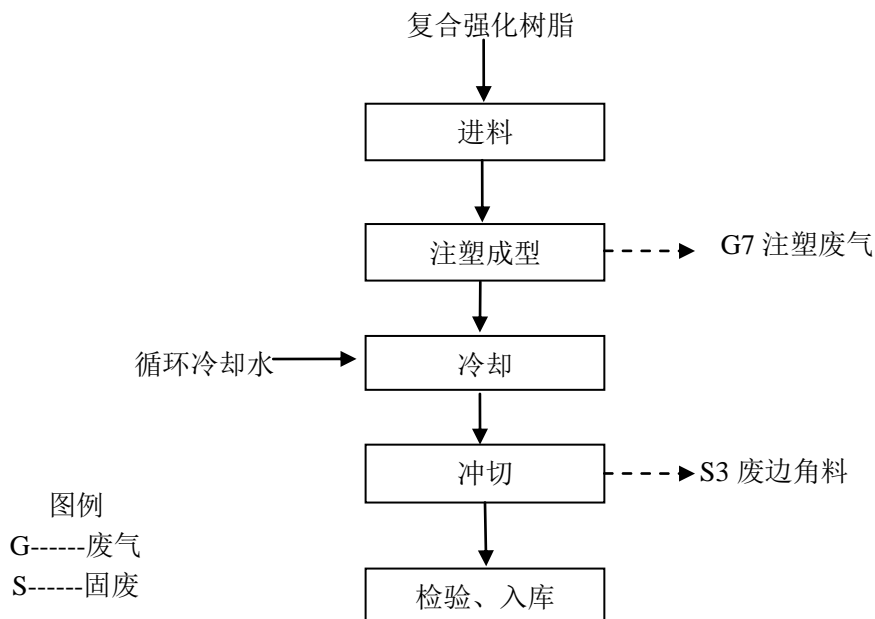 复合强化树脂
进料
注塑成型
G7 注塑废气
循环冷却水
冷却
冲切
S3 废边角料
图例
G------废气
S------固废
检验、入库